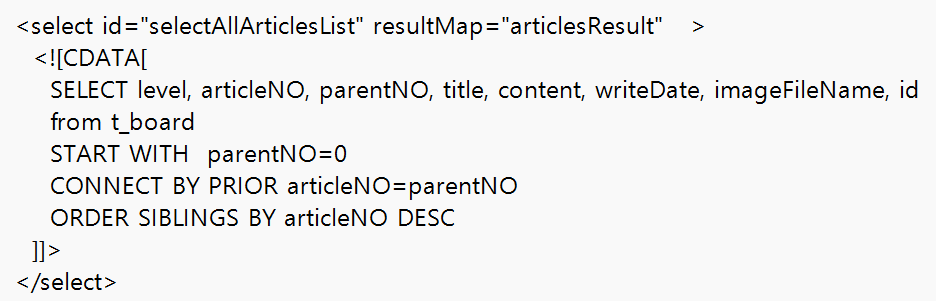 <select id="selectAllArticlesList" resultMap="articlesResult"   >
  <![CDATA[
   SELECT level, articleNO, parentNO, title, content, writeDate, imageFileName, id
   from t_board
   START WITH  parentNO=0
   CONNECT BY PRIOR articleNO=parentNO
   ORDER SIBLINGS BY articleNO DESC
  ]]>
</select>